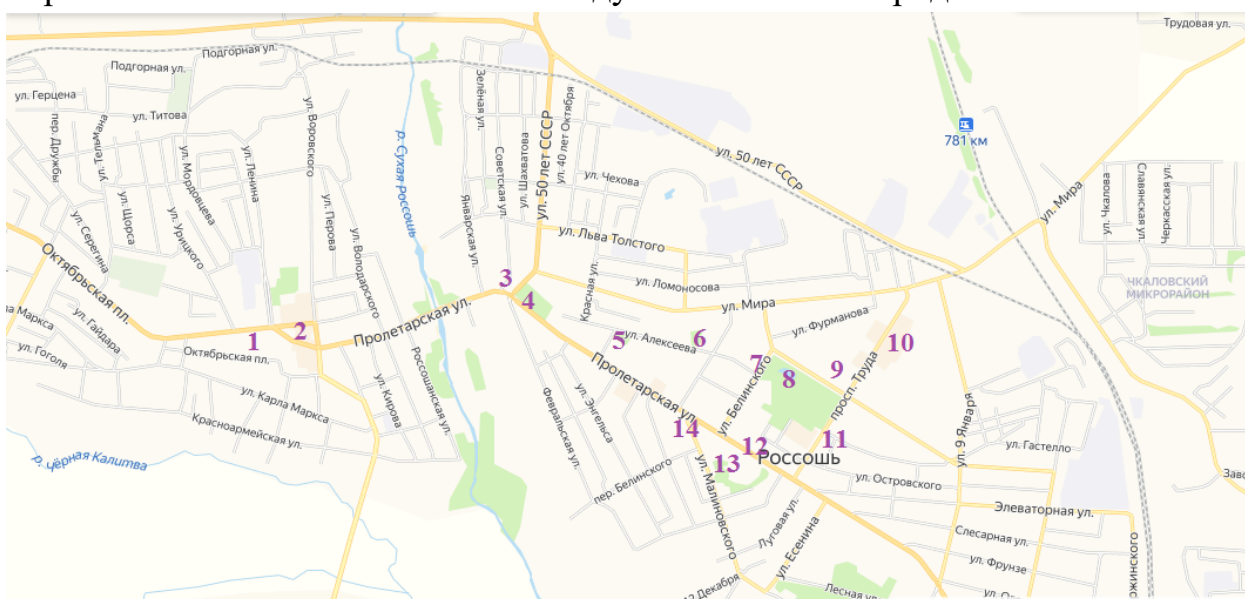 Трудовая ул.
Подгорная ул.
Подгорная ул.
ул. Герцена
ул. Титова
пер. Дружбы
ул. Тельмана
ул. Мордовцева
ул. Ленина
ул. Воровского
р. Сухая Россошь
Зелёная ул.
Советская ул.
ул. Шахватова
ул. 50 лет СССР
ул. 40 лет Октября
ул. Чехова
ул. 50 лет СССР
781 км
ул. Мира
ул. Чкалова
Славянская ул.
Черкасская ул.
ул. Щорса
ул. Урицкого
ул. Серегина
ул. Перова
ул. Володарского
Январская ул.
ул. Льва Толстого
Октябрьская пл.
ул. Ломоносова
Красная ул.
ул. Мира
ЧКАЛОВСКИЙ
МИКРОРАЙОН
3
4
Карла Маркса
ул. Гайдара
1
2
Пролетарская ул.
ул. Фурманова
5
ул. Алексеева
6
10
ул. Гоголя
Октябрьская пл.
Россошанская ул.
7
8
9
просп. Труда
Пролетарская ул.
ул. Белинского
ул. Карла Маркса
ул. Кирова
Февральская ул.
ул. Энгельса
Красноармейская ул.
14
12
11
ул. 9 Января
ул. Гастелло
р. Чёрная Калитва
пер. Белинского
13
Россошь
ул. Островского
ул. Малиновского
Элеваторная ул.
Луговая ул.
ул. Есенина
Слесарная ул.
ул. Фрунзе
Декабря
Лесная ул.